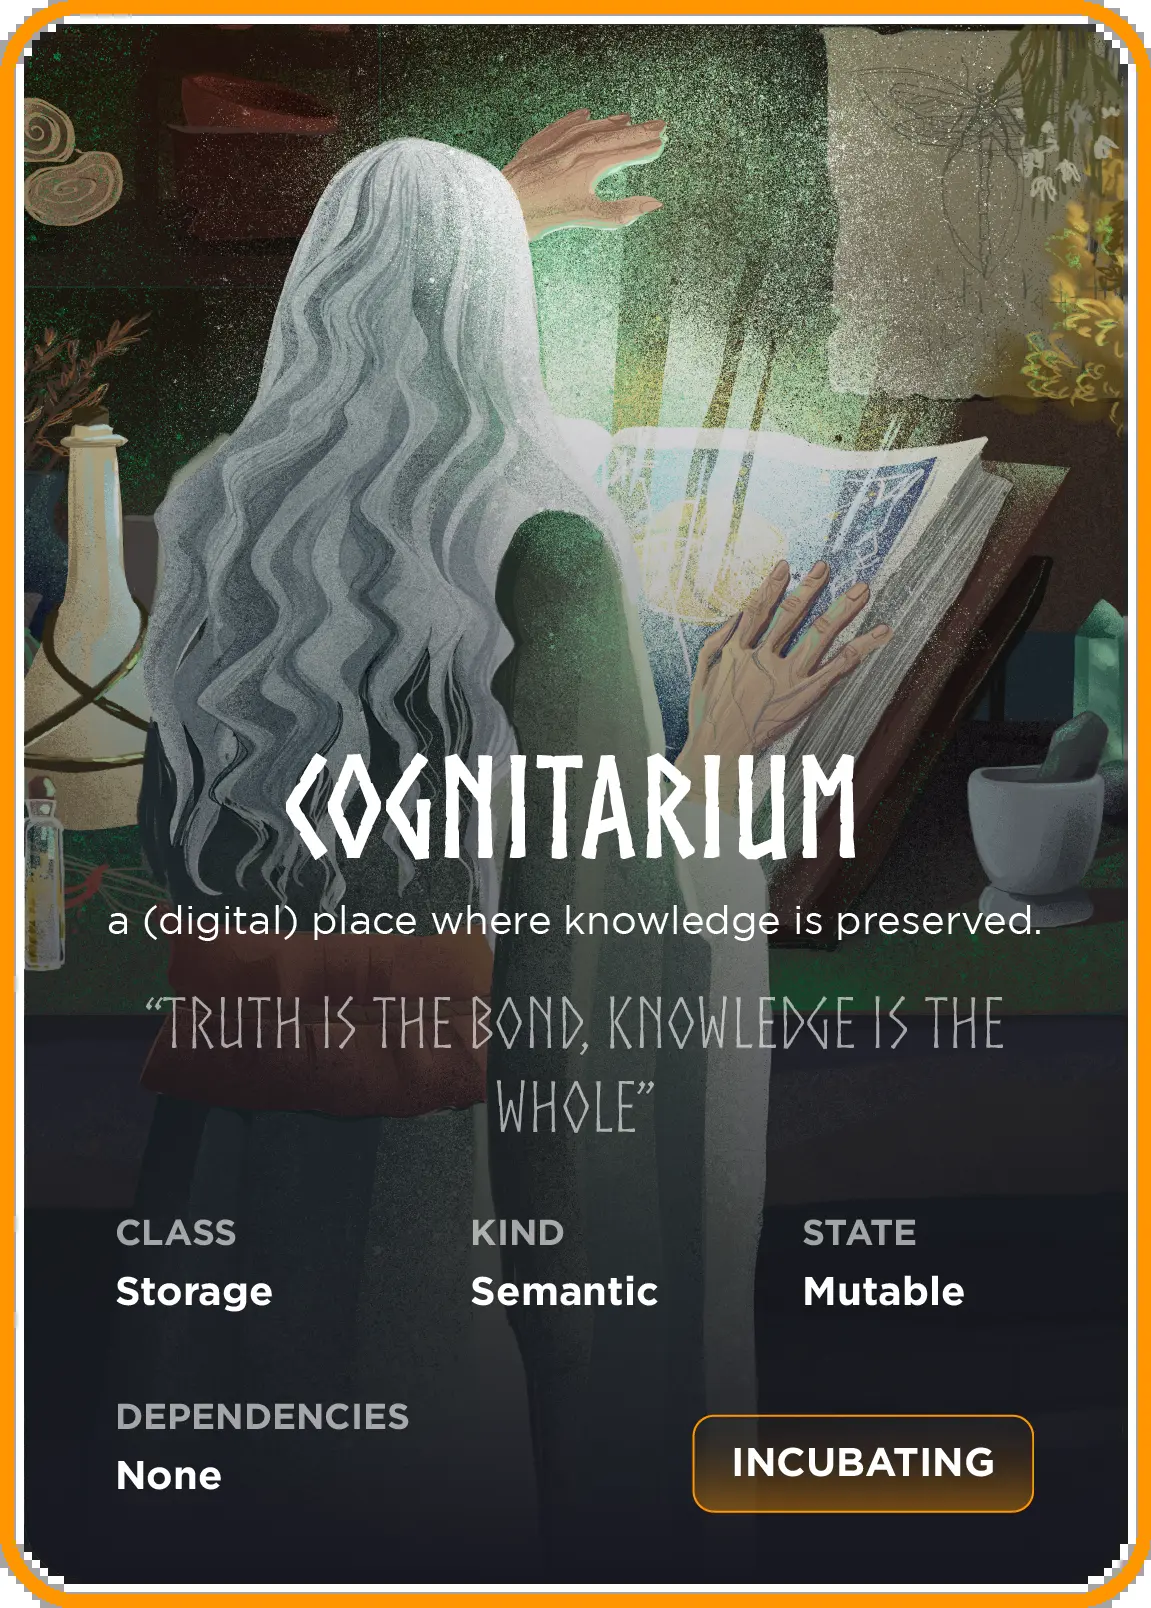 COGNITARIUM
a (digital) place where knowledge is preserved.
“TRUTH IS THE BOND, KNOWLEDGE IS THE
WHOLE”
CLASS KIND STATE
Storage Semantic Mutable
DEPENDENCIES
None
INCUBATING